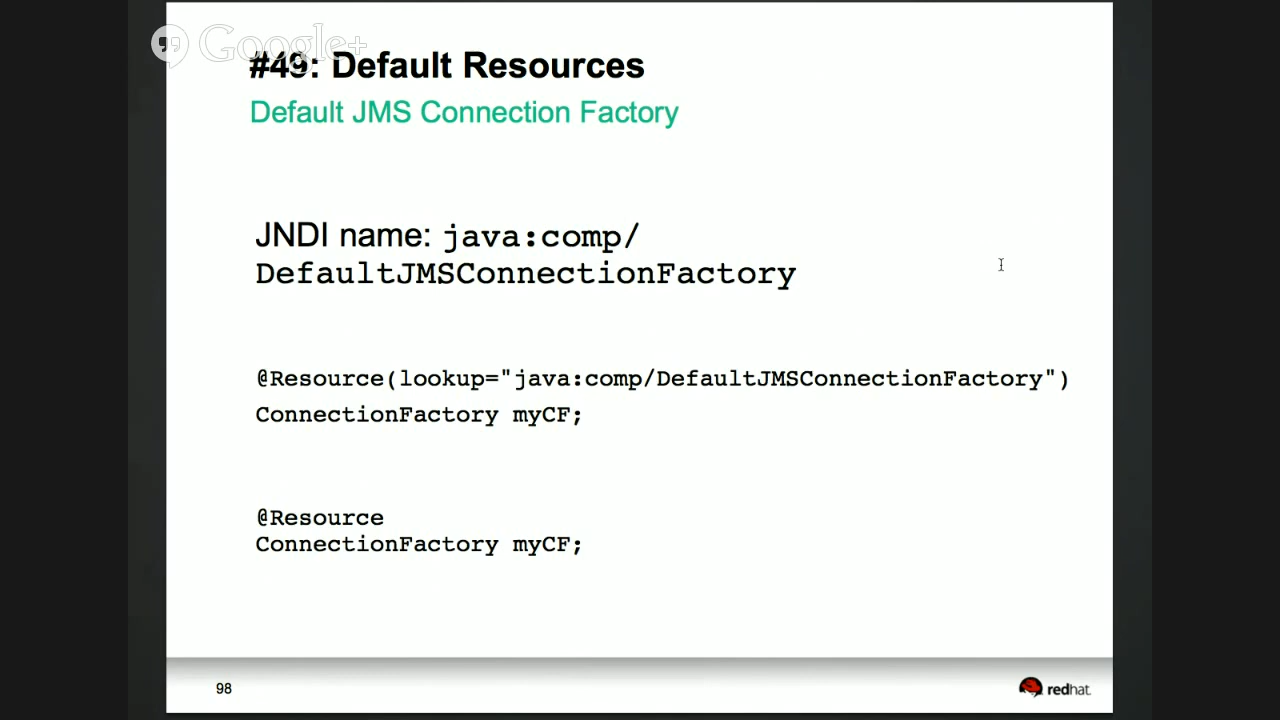 Google+
#49: Default Resources
Default JMS Connection Factory
JNDI name: java:comp/
DefaultJMSConnectionFactory
@Resource(lookup="java:comp/DefaultJMSConnectionFactory")
ConnectionFactory myCF;
@Resource
ConnectionFactory myCF;
98
redhat.